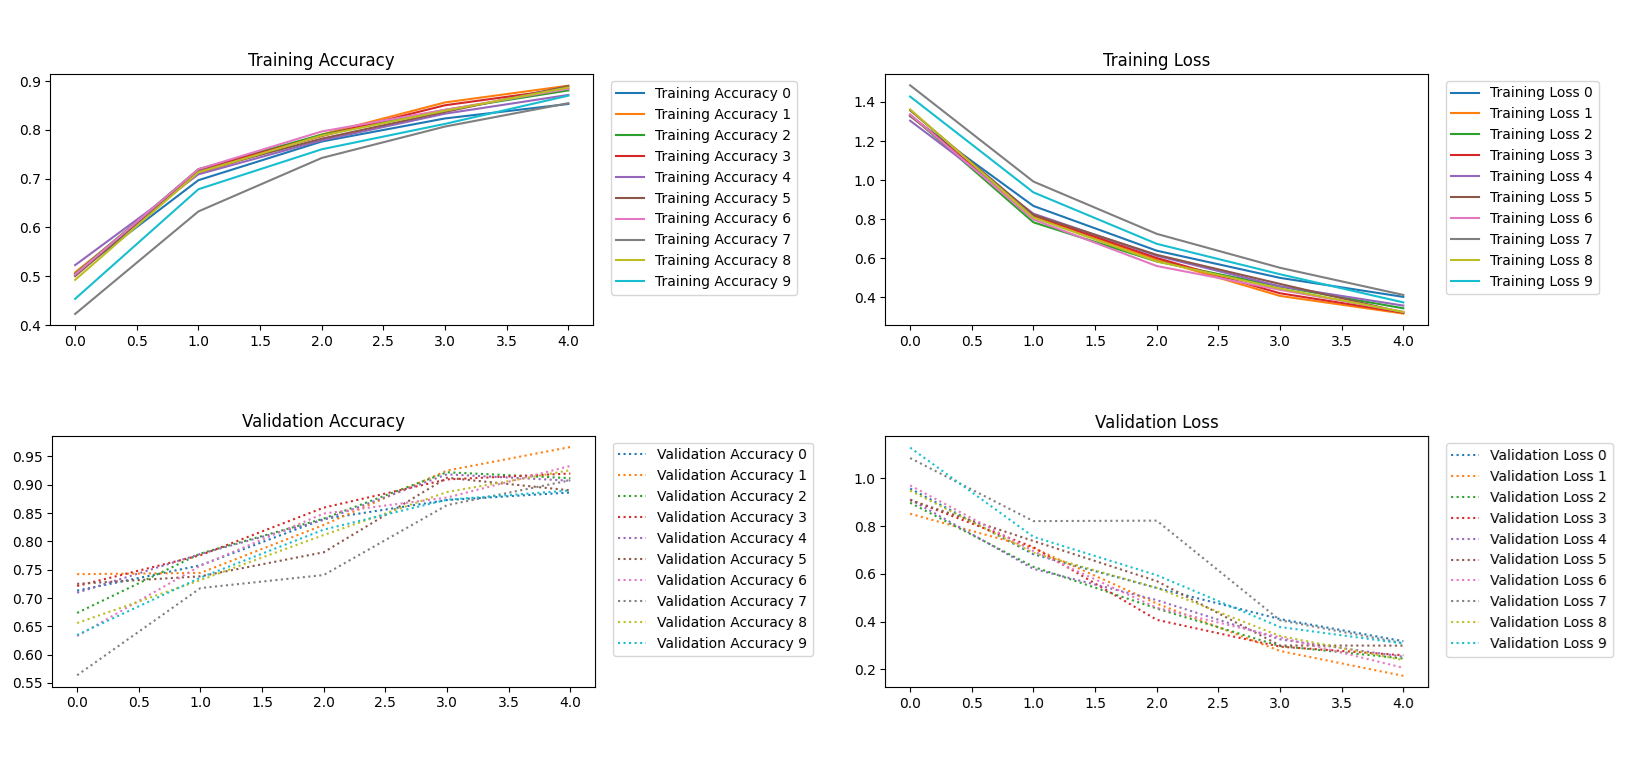 Training Accuracy
0.9
0.8
0.7
0.6
0.5
0.4
0.0 0.5 1.0 1.5 2.0 2.5 3.0 3.5 4.0
Training Accuracy 0
Training Accuracy 1
Training Accuracy 2
Training Accuracy 3
Training Accuracy 4
Training Accuracy 5
Training Accuracy 6
Training Accuracy 7
Training Accuracy 8
Training Accuracy 9
Training Loss
1.4
1.2
1.0
0.8
0.6
0.4
0.0 0.5 1.0 1.5 2.0 2.5 3.0 3.5 4.0
Training Loss 0
Training Loss 1
Training Loss 2
Training Loss 3
Training Loss 4
Training Loss 5
Training Loss 6
Training Loss 7
Training Loss 8
Training Loss 9
Validation Accuracy
0.95
0.90
0.85
0.80
0.75
0.70
0.65
0.60
0.55
0.0 0.5 1.0 1.5 2.0 2.5 3.0 3.5 4.0
Validation Accuracy 0
Validation Accuracy 1
Validation Accuracy 2
Validation Accuracy 3
Validation Accuracy 4
Validation Accuracy 5
Validation Accuracy 6
Validation Accuracy 7
Validation Accuracy 8
Validation Accuracy 9
Validation Loss
1.0
0.8
0.6
0.4
0.2
0.0 0.5 1.0 1.5 2.0 2.5 3.0 3.5 4.0
Validation Loss 0
Validation Loss 1
Validation Loss 2
Validation Loss 3
Validation Loss 4
Validation Loss 5
Validation Loss 6
Validation Loss 7
Validation Loss 8
Validation Loss 9